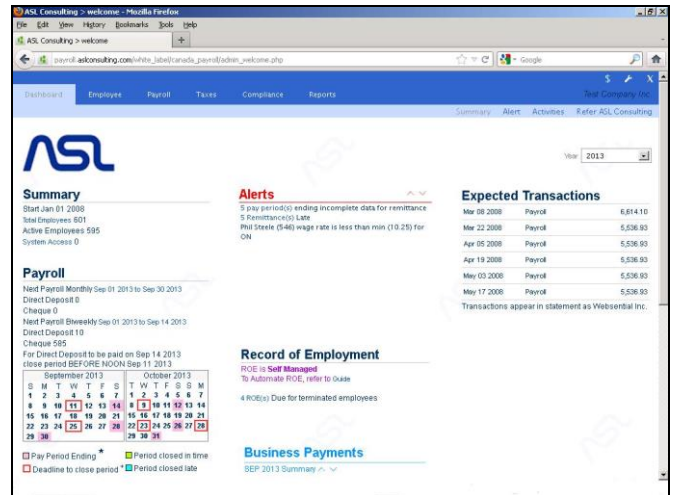 ASL Consulting > welcome - Mozilla Firefox
File Edit View History Bookmarks Tools Help
ASL Consulting > welcome +
payroll.aslconsulting.com/white_label/canada_payroll/admin_welcome.php
Google
$ X
Dashboard Employee Payroll Taxes Compliance Reports
Test Company Inc.
Summary Alert Activities Refer ASL Consulting
ASL
Year 2013
Summary
Start Jan 01 2008
Total Employees 601
Active Employees 595
System Access 0
Payroll
Next Payroll Monthly Sep 01 2013 to Sep 30 2013
Direct Deposit 0
Cheque 0
Next Payroll Biweekly Sep 01 2013 to Sep 14 2013
Direct Deposit 10
Cheque 585
For Direct Deposit to be paid on Sep 14 2013
close period BEFORE NOON Sep 11 2013
September 2013
S M T W T F S
1 2 3 4 5 6 7
8 9 10 11 12 13 14
15 16 17 18 19 20 21
22 23 24 25 26 27 28
29 30
October 2013
T W T F S S M
1 2 3 4 5 6 7
8 9 10 11 12 13 14
15 16 17 18 19 20 21
22 23 24 25 26 27 28
29 30 31
Pay Period Ending *
Period closed in time
Deadline to close period *
Period closed late
Alerts
5 pay period(s) ending incomplete data for remittance
5 Remittance(s) Late
Phil Steele (546) wage rate is less than min (10.25) for
ON
Record of Employment
ROE is Self Managed
To Automate ROE, refer to Guide
4 ROE(s) Due for terminated employees
Business Payments
SEP 2013 Summary
Expected Transactions
Mar 08 2008 Payroll 6,614.10
Mar 22 2008 Payroll 5,536.93
Apr 05 2008 Payroll 5,536.93
Apr 19 2008 Payroll 5,536.93
May 03 2008 Payroll 5,536.93
May 17 2008 Payroll 5,536.93
Transactions appear in statement as Websential Inc.